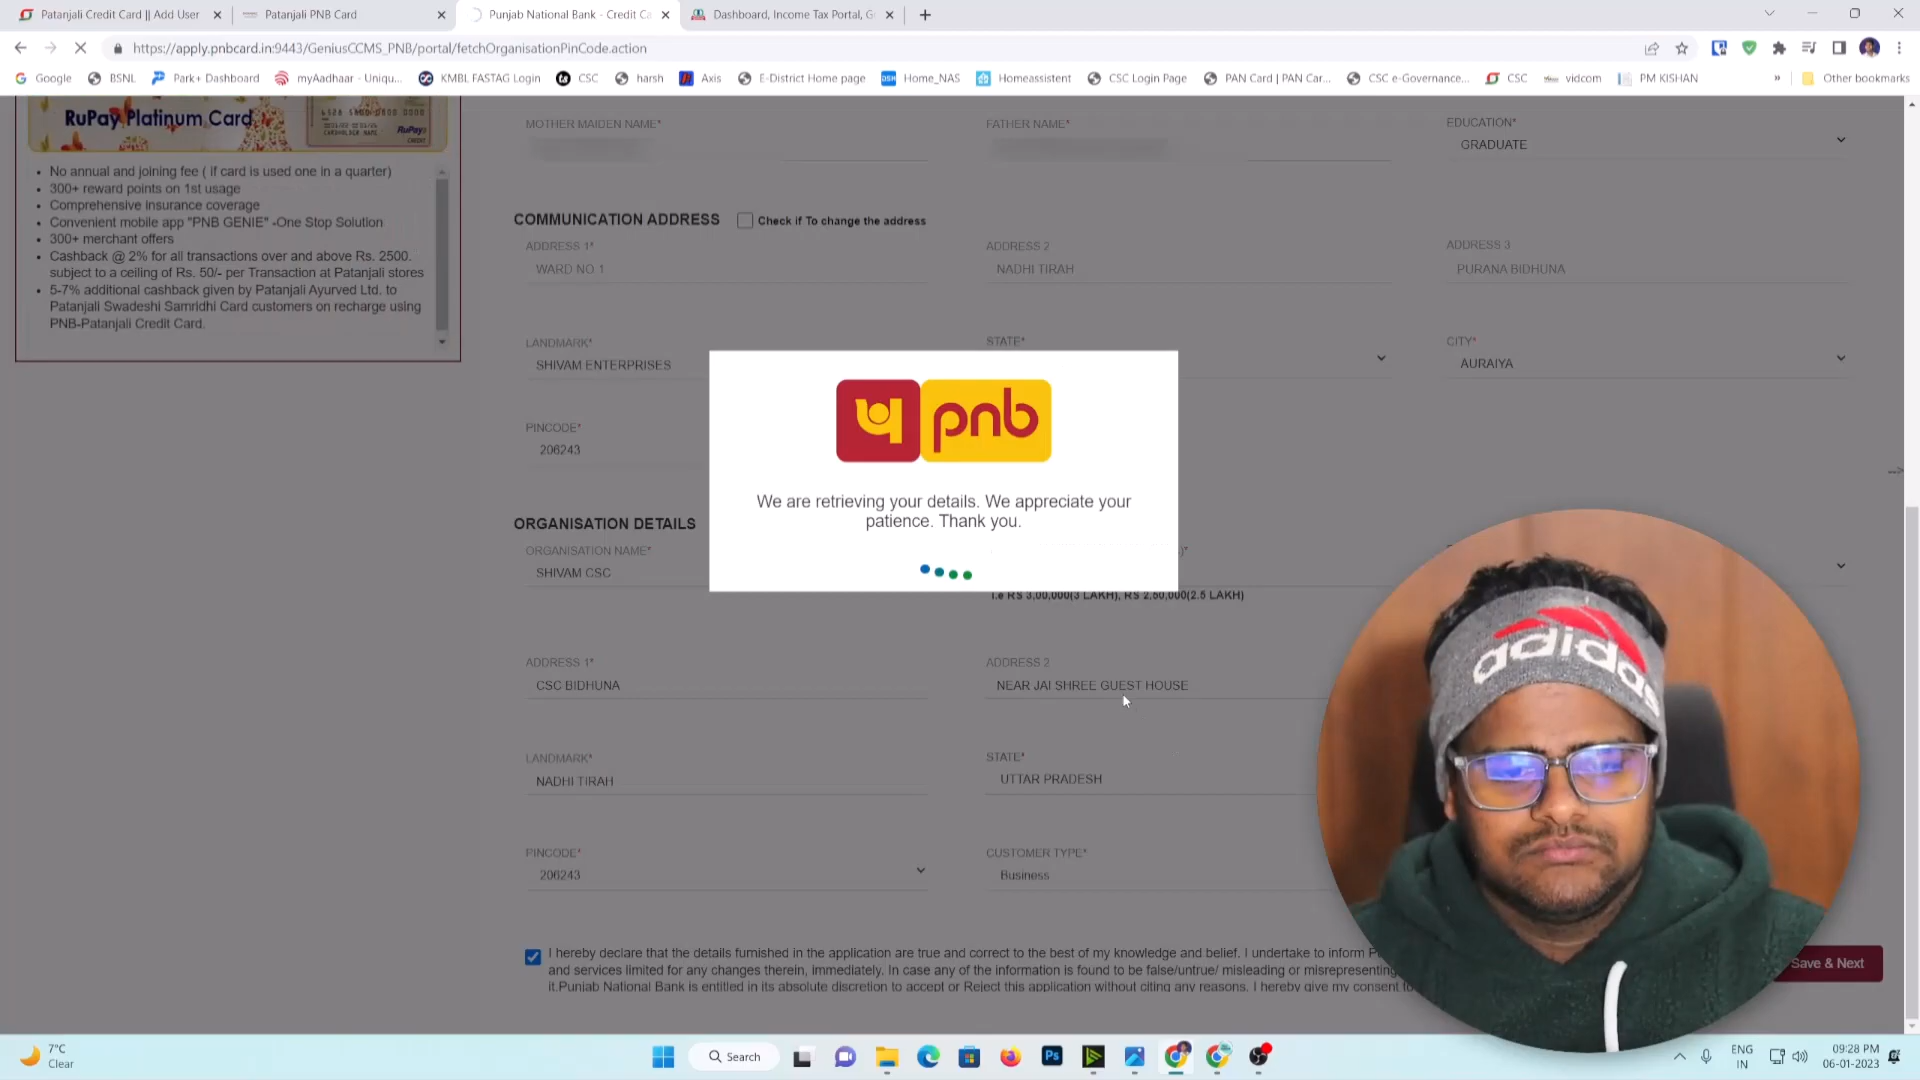 Patanjali Credit Card || Add User
Patanjali PNB Card
Punjab National Bank - Credit Ca
Dashboard, Income Tax Portal, G
https://apply.pnbcard.in:9443/GeniusCCMS_PNB/portal/fetchOrganisationPinCode.action
Google BSNL Park+ Dashboard myAadhaar - Uniqu... KMBL FASTAG Login CSC harsh Axis E-District Home page Home_NAS Homeassistent CSC Login Page PAN Card | PAN Car... CSC e-Governance... CSC vidcom PM KISHAN » Other bookmarks
RuPay Platinum Card
RuPay
• No annual and joining fee ( if card is used one in a quarter)
• 300+ reward points on 1st usage
• Comprehensive insurance coverage
• Convenient mobile app "PNB GENIE" -One Stop Solution
• 300+ merchant offers
• Cashback @ 2% for all transactions over and above Rs. 2500.
subject to a ceiling of Rs. 50/- per Transaction at Patanjali stores
• 5-7% additional cashback given by Patanjali Ayurved Ltd. to
Patanjali Swadeshi Samridhi Card customers on recharge using
PNB-Patanjali Credit Card.
MOTHER MAIDEN NAME* FATHER NAME* EDUCATION*
GRADUATE
COMMUNICATION ADDRESS Check if To change the address
ADDRESS 1* ADDRESS 2 ADDRESS 3
WARD NO 1 NADHI TIRAH PURANA BIDHUNA
LANDMARK* STATE* CITY*
SHIVAM ENTERPRISES AURAIYA
PINCODE*
206243
-->
पnb pnb
We are retrieving your details. We appreciate your
patience. Thank you.
ORGANISATION DETAILS
ORGANISATION NAME*
SHIVAM CSC
i.e RS 3,00,000(3 LAKH), RS 2,50,000(2.5 LAKH)
ADDRESS 1* ADDRESS 2
CSC BIDHUNA NEAR JAI SHREE GUEST HOUSE
LANDMARK* STATE*
NADHI TIRAH UTTAR PRADESH
PINCODE* CUSTOMER TYPE*
206243 Business
adidas
I hereby declare that the details furnished in the application are true and correct to the best of my knowledge and belief. I undertake to inform P
and services limited for any changes therein, immediately. In case any of the information is found to be false/untrue/ misleading or misrepresenting
it.Punjab National Bank is entitled in its absolute discretion to accept or Reject this application without citing any reasons. I hereby give my consent to
Save & Next
7°C
Clear
Search
Ps
ENG
IN
09:28 PM
06-01-2023